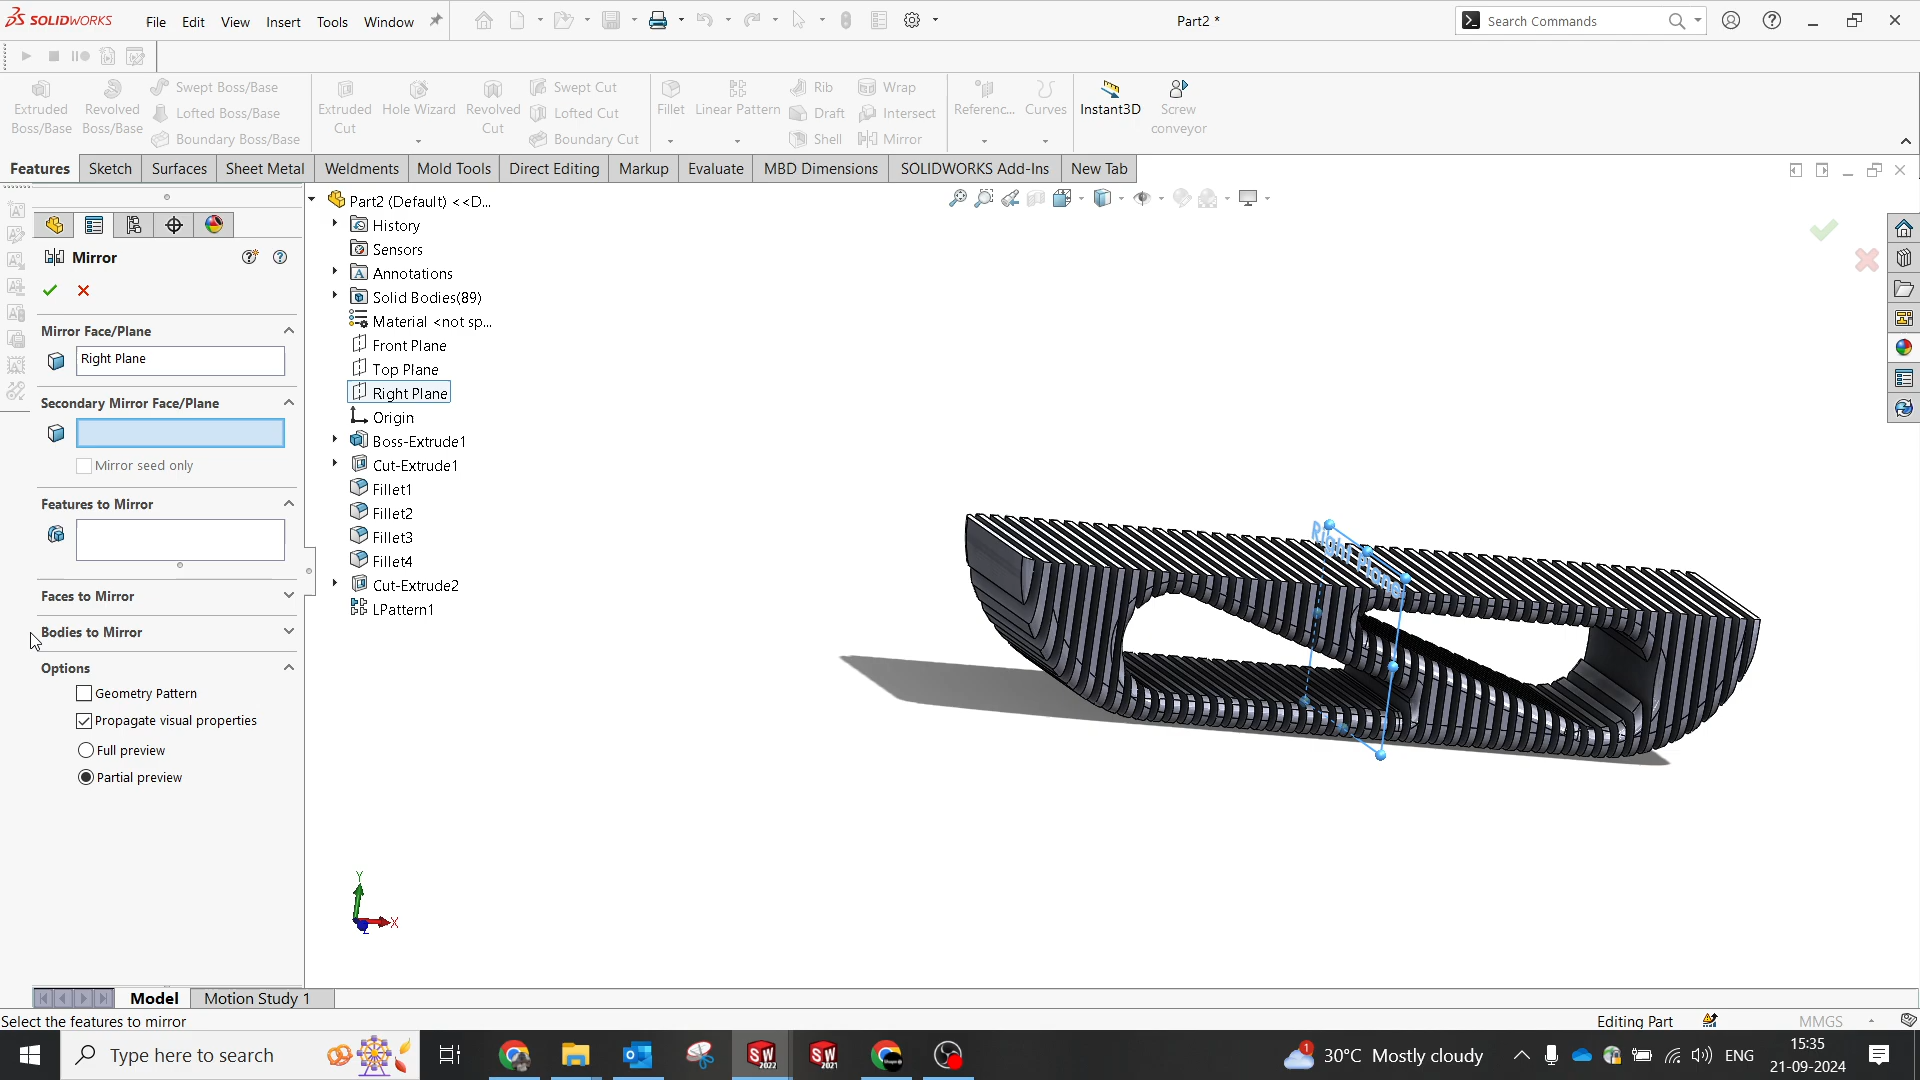 SOLIDWORKS File Edit View Insert Tools Window Part2 * Search Commands
Extruded Boss/Base Revolved Boss/Base Swept Boss/Base Lofted Boss/Base Boundary Boss/Base Extruded Cut Hole Wizard Revolved Cut Swept Cut Lofted Cut Boundary Cut Fillet Linear Pattern Rib Draft Shell Wrap Intersect Mirror Referenc... Curves Instant3D Screw conveyor
Features Sketch Surfaces Sheet Metal Weldments Mold Tools Direct Editing Markup Evaluate MBD Dimensions SOLIDWORKS Add-Ins New Tab
Mirror
Mirror Face/Plane
Right Plane
Secondary Mirror Face/Plane
Mirror seed only
Features to Mirror
Faces to Mirror
Bodies to Mirror
Options
Geometry Pattern
Propagate visual properties
Full preview
Partial preview
Part2 (Default) <<D...
History
Sensors
Annotations
Solid Bodies(89)
Material <not sp...
Front Plane
Top Plane
Right Plane
Origin
Boss-Extrude1
Cut-Extrude1
Fillet1
Fillet2
Fillet3
Fillet4
Cut-Extrude2
LPattern1
Right Plane
Y
X
Z
Model Motion Study 1
Select the features to mirror Editing Part MMGS
Type here to search SW 2022 SW 2021 1 30°C Mostly cloudy ENG 15:35
21-09-2024